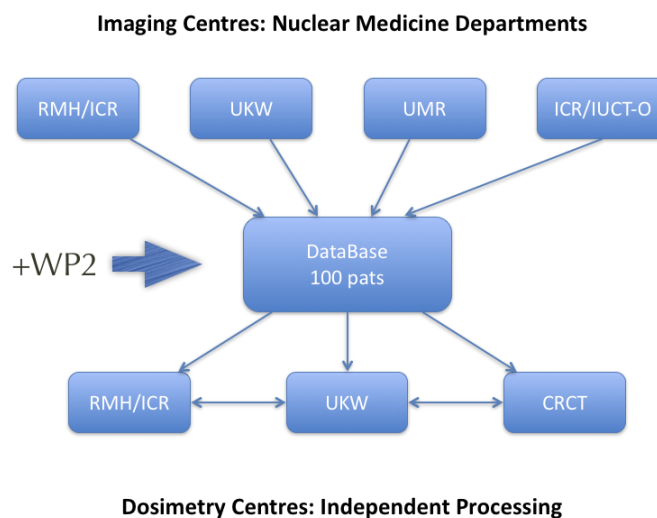 Imaging Centres: Nuclear Medicine Departments
RMH/ICR
UKW
UMR
ICR/IUCT-O
+WP2
DataBase
100 pats
RMH/ICR
UKW
CRCT
Dosimetry Centres: Independent Processing